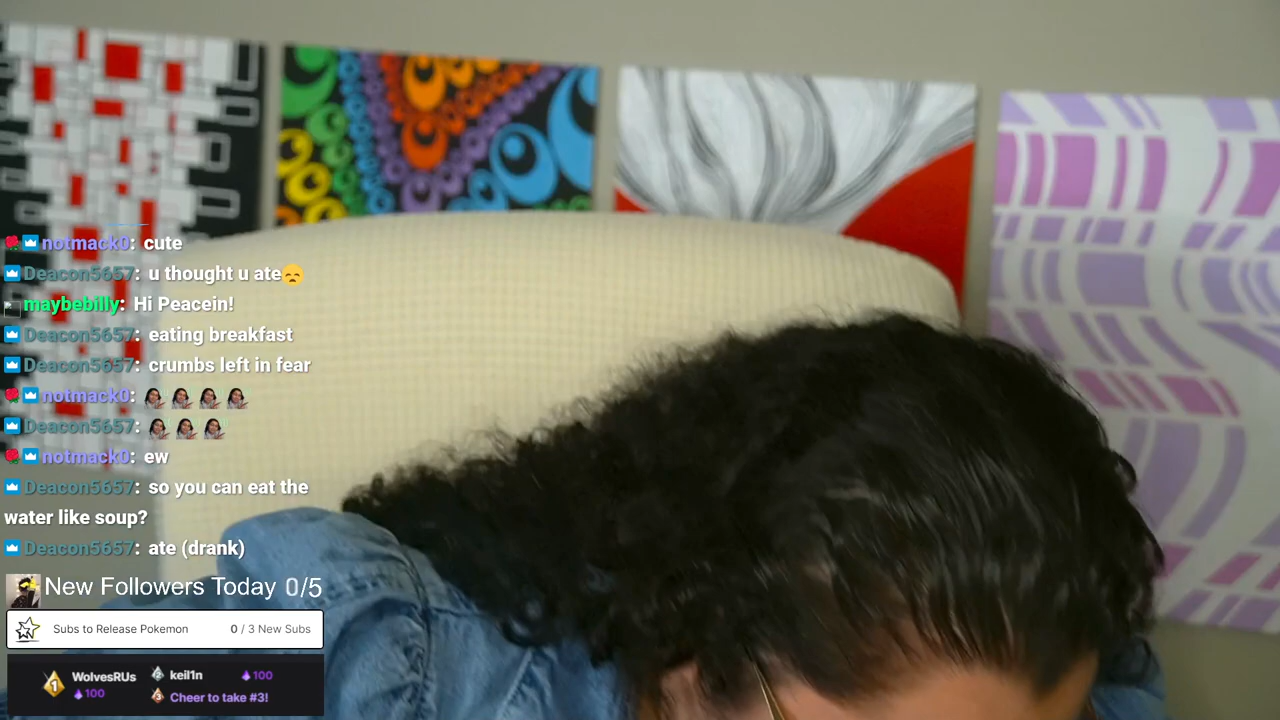 notmack0: cute
Deacon5657: u thought u ate😞
maybebilly: Hi Peacein!
Deacon5657: eating breakfast
Deacon5657: crumbs left in fear
notmack0:
Deacon5657:
notmack0: ew
Deacon5657: so you can eat the
water like soup?
Deacon5657: ate (drank)
New Followers Today 0/5
Subs to Release Pokemon 0 / 3 New Subs
1 WolvesRUs 100
keil1n 100
3 Cheer to take #3!